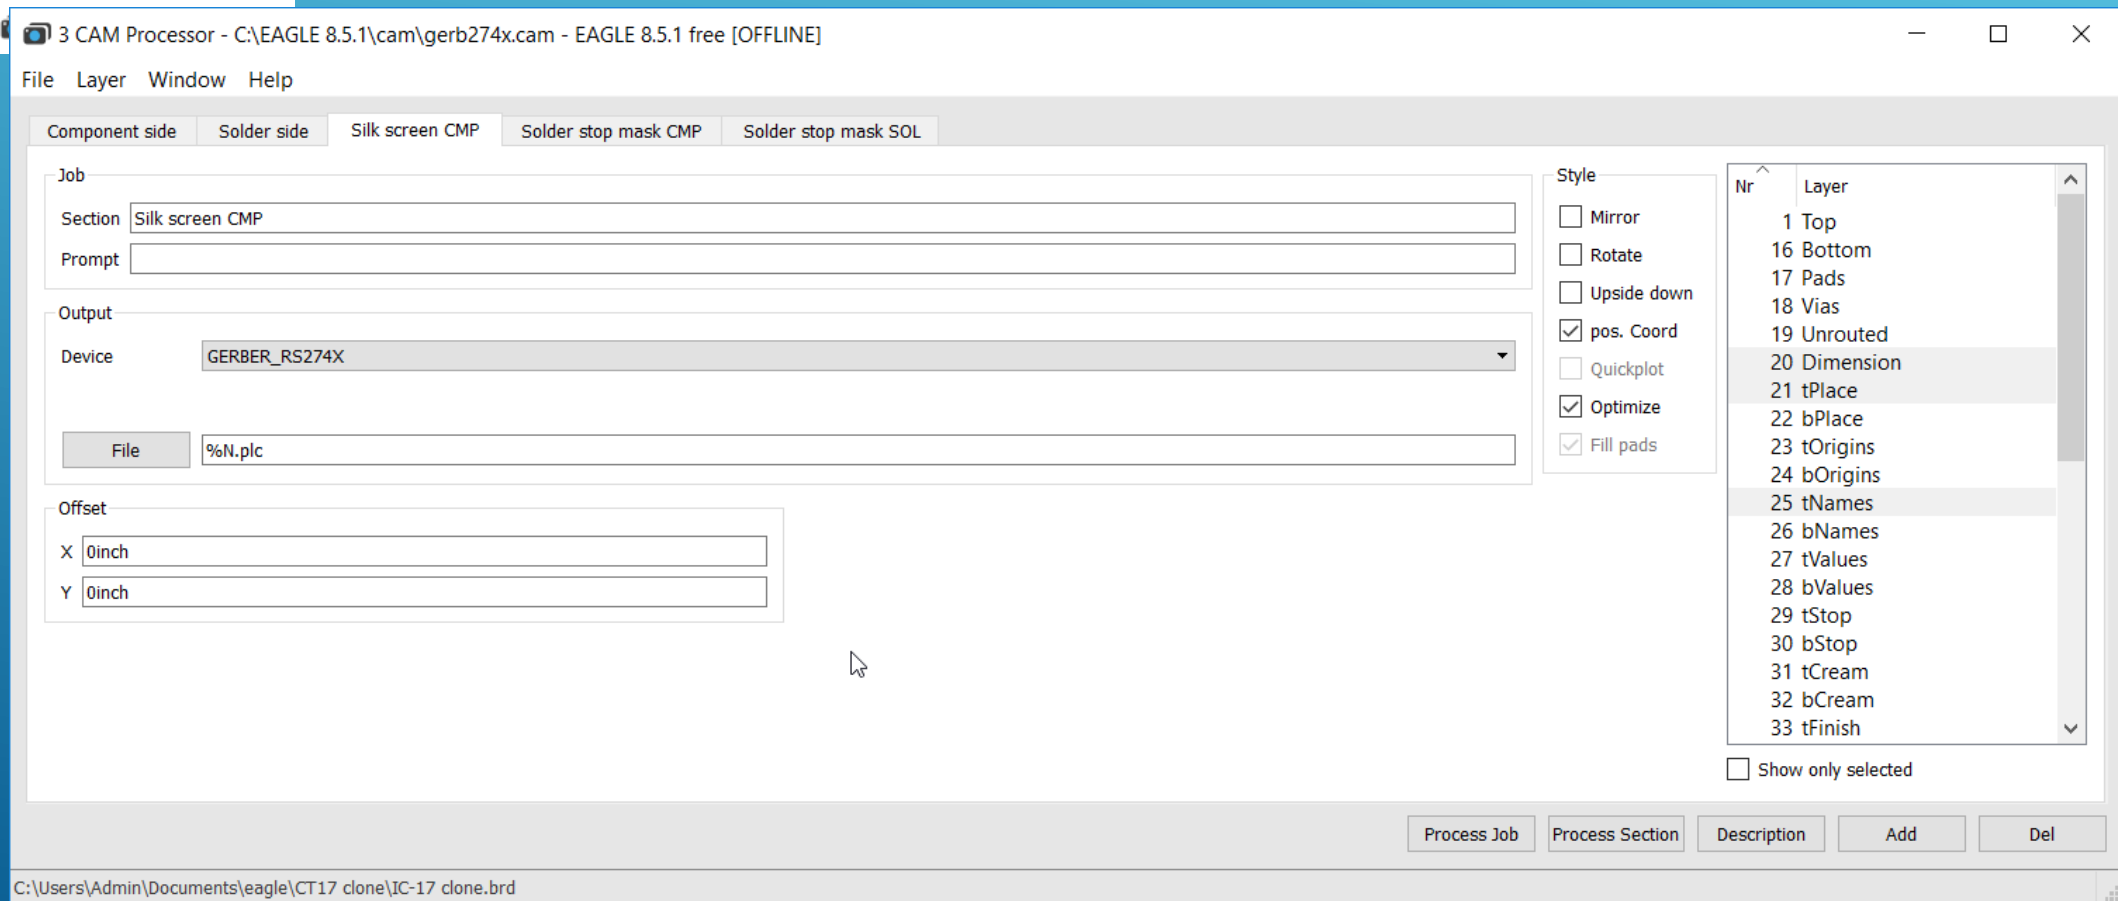 3 CAM Processor - C:\EAGLE 8.5.1\cam\gerb274x.cam - EAGLE 8.5.1 free [OFFLINE]
File Layer Window Help
Component side Solder side Silk screen CMP Solder stop mask CMP Solder stop mask SOL
Job
Section Silk screen CMP
Prompt
Output
Device GERBER_RS274X
File %N.plc
Offset
X 0inch
Y 0inch
Style
Mirror
Rotate
Upside down
pos. Coord
Quickplot
Optimize
Fill pads
Nr Layer
1 Top
16 Bottom
17 Pads
18 Vias
19 Unrouted
20 Dimension
21 tPlace
22 bPlace
23 tOrigins
24 bOrigins
25 tNames
26 bNames
27 tValues
28 bValues
29 tStop
30 bStop
31 tCream
32 bCream
33 tFinish
Show only selected
Process Job Process Section Description Add Del
C:\Users\Admin\Documents\eagle\CT17 clone\IC-17 clone.brd